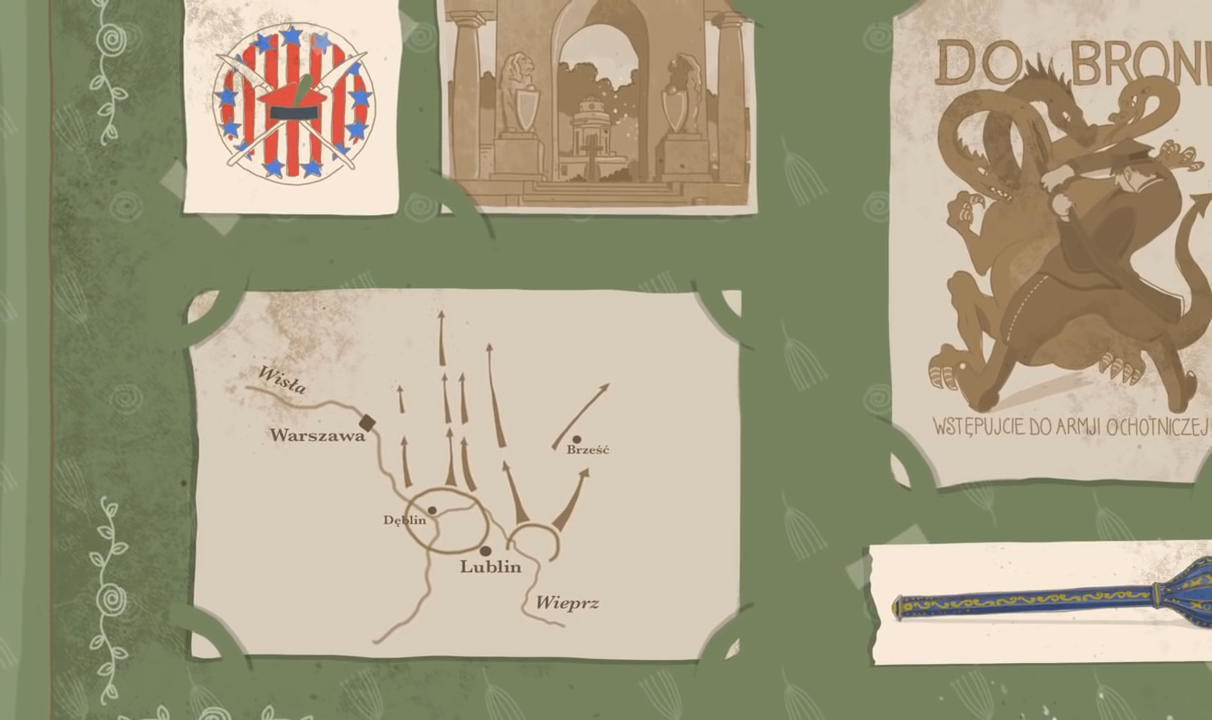 DO BRONI
Wisła
Warszawa
Brześć
Dęblin
Lublin
Wieprz
WSTĘPUJCIE DO ARMJI OCHOTNICZEJ!